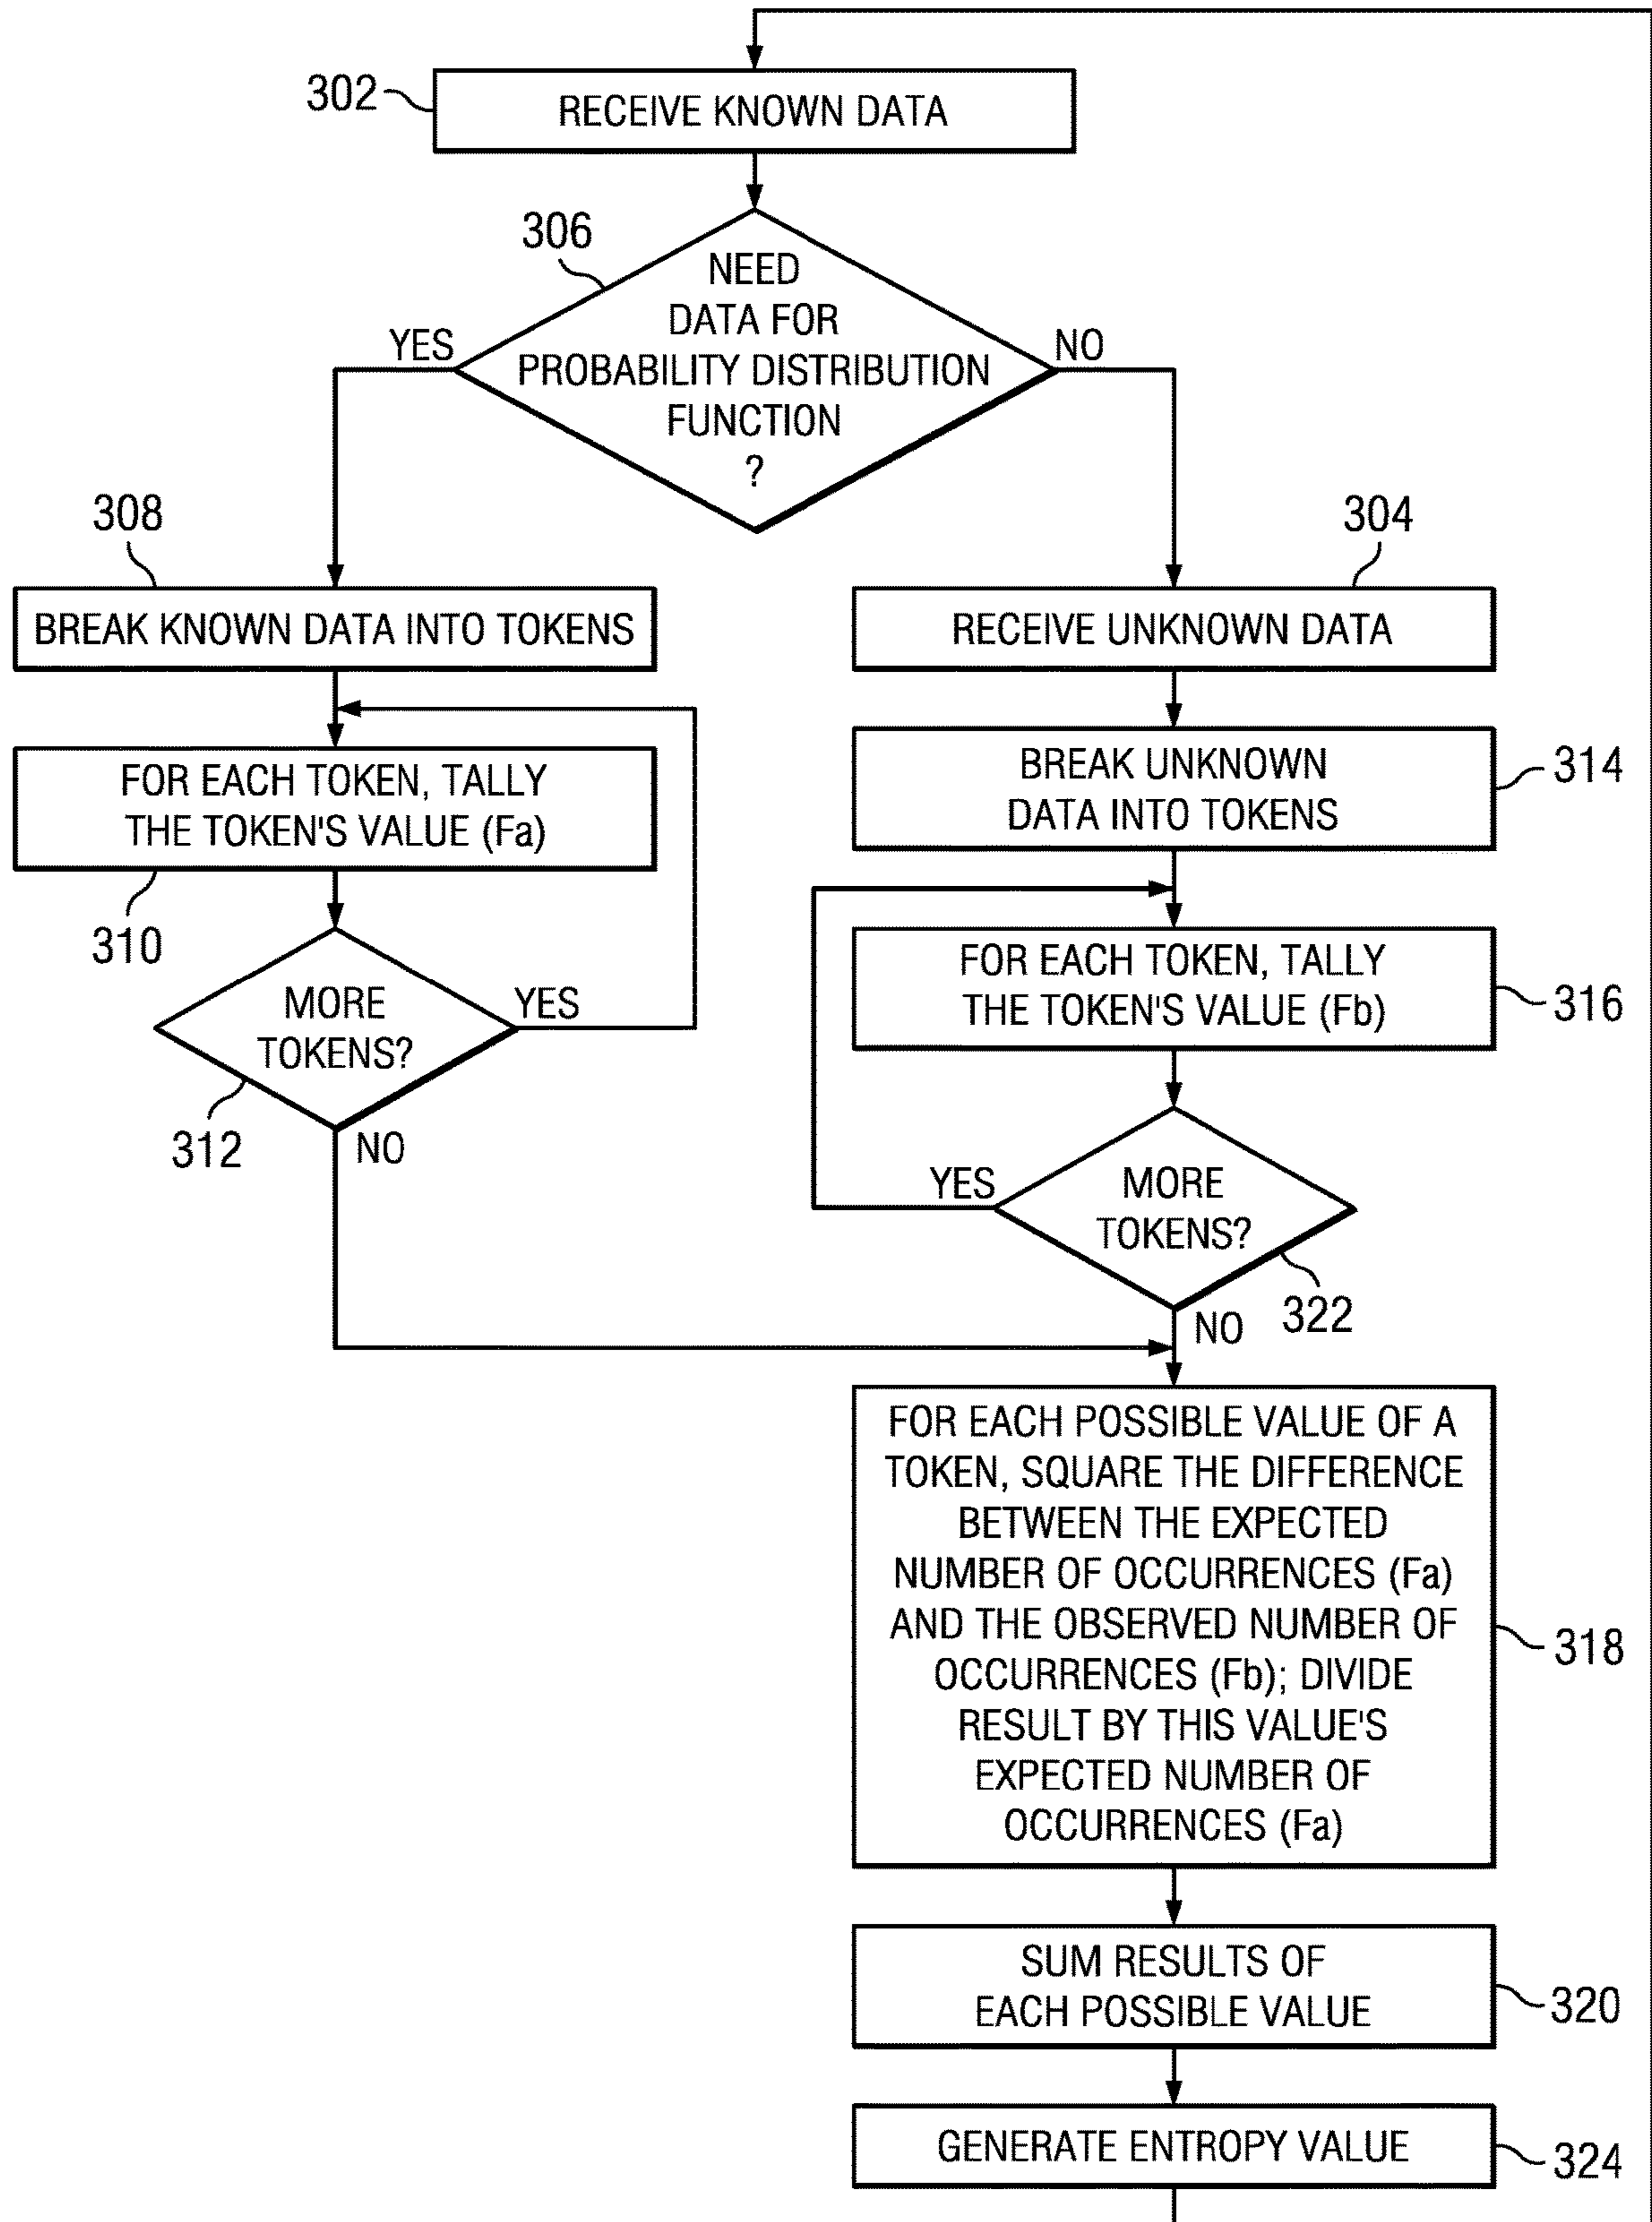 302
RECEIVE KNOWN DATA
306
NEED
DATA FOR
PROBABILITY DISTRIBUTION
FUNCTION
?
YES
NO
308
BREAK KNOWN DATA INTO TOKENS
304
RECEIVE UNKNOWN DATA
FOR EACH TOKEN, TALLY
THE TOKEN'S VALUE (Fa)
310
BREAK UNKNOWN
DATA INTO TOKENS
314
MORE
TOKENS?
YES
312
NO
FOR EACH TOKEN, TALLY
THE TOKEN'S VALUE (Fb)
316
YES
MORE
TOKENS?
322
NO
FOR EACH POSSIBLE VALUE OF A
TOKEN, SQUARE THE DIFFERENCE
BETWEEN THE EXPECTED
NUMBER OF OCCURRENCES (Fa)
AND THE OBSERVED NUMBER OF
OCCURRENCES (Fb); DIVIDE
RESULT BY THIS VALUE'S
EXPECTED NUMBER OF
OCCURRENCES (Fa)
318
SUM RESULTS OF
EACH POSSIBLE VALUE
320
GENERATE ENTROPY VALUE
324